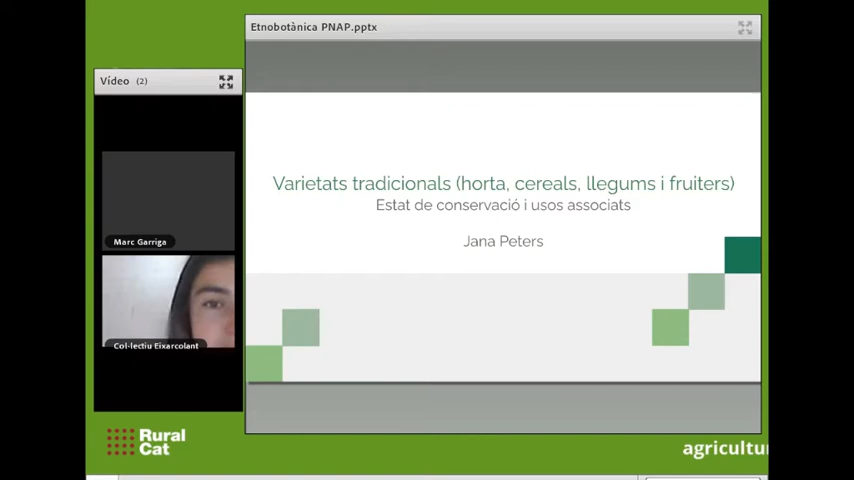 Etnobotànica PNAP.pptx
Vídeo (2)
Varietats tradicionals (horta, cereals, llegums i fruiters)
Estat de conservació i usos associats
Jana Peters
Marc Garriga
Col·lectiu Eixarcolant
Rural
Cat
agricultu